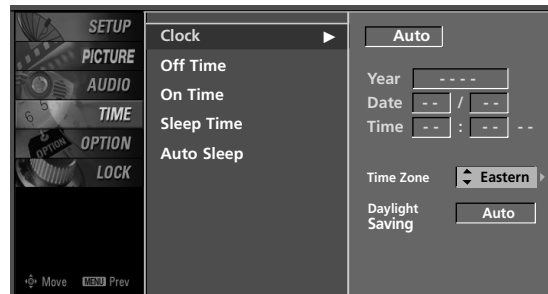 SETUP
PICTURE
AUDIO
TIME
OPTION
LOCK
Move MENU Prev
Clock
Off Time
On Time
Sleep Time
Auto Sleep
Auto
Year - - - -
Date - - / - -
Time - - : - - - -
Time Zone Eastern
Daylight
Saving Auto